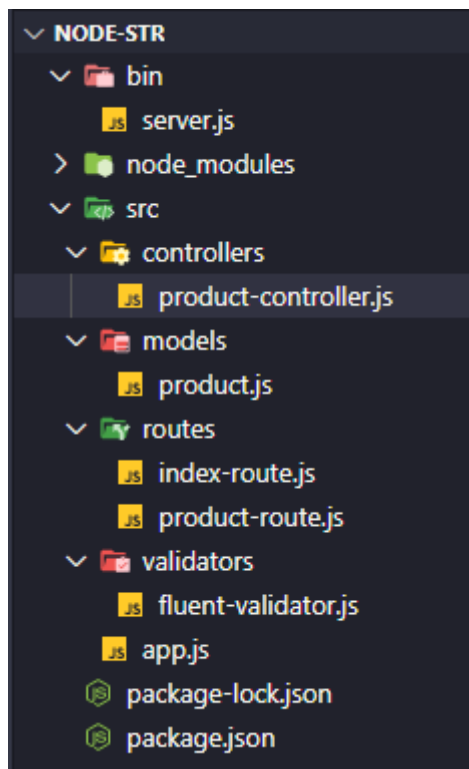 NODE-STR
bin
JS server.js
node_modules
src
controllers
JS product-controller.js
models
JS product.js
routes
JS index-route.js
JS product-route.js
validators
JS fluent-validator.js
JS app.js
JS package-lock.json
JS package.json